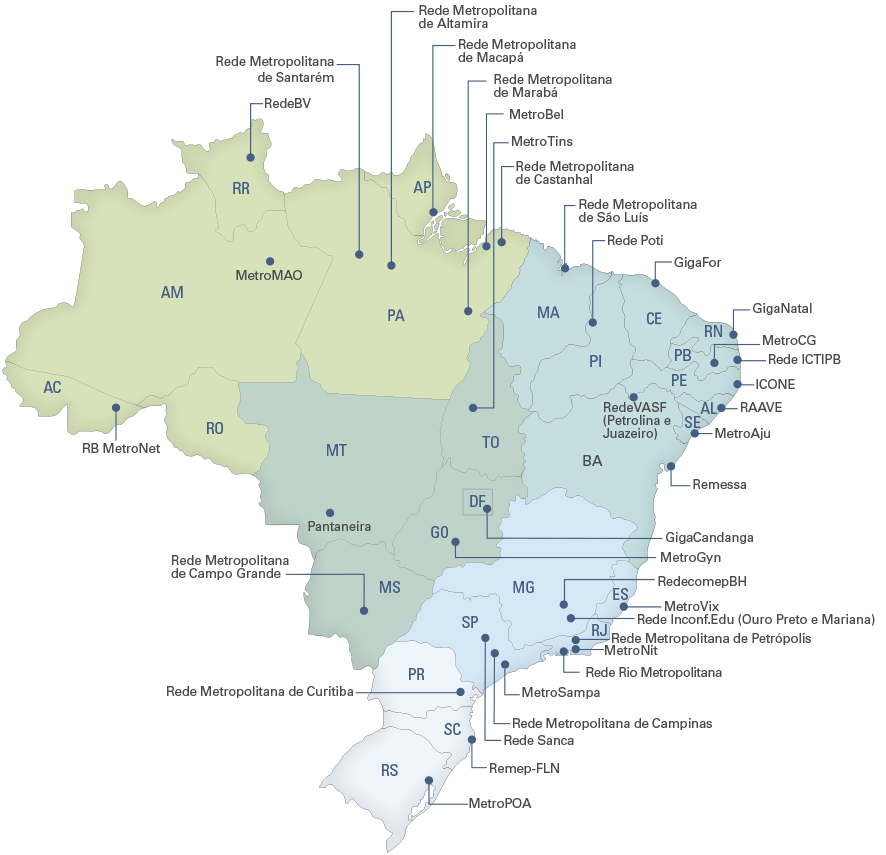 Rede Metropolitana
de Altamira
Rede Metropolitana
de Macapá
Rede Metropolitana
de Santarém
Rede Metropolitana
de Marabá
RedeBV
MetroBel
MetroTins
Rede Metropolitana
de Castanhal
RR
AP
Rede Metropolitana
de São Luís
Rede Poti
GigaFor
MetroMAO
AM
PA
MA
CE
GigaNatal
RN
MetroCG
PB
Rede ICTIPB
PI
PE
ICONE
AC
RedeVASF
(Petrolina e
Juazeiro)
AL
RAAVE
SE
MetroAju
RO
RB MetroNet
MT
TO
BA
Remessa
DF
Pantaneira
GO
GigaCandanga
MetroGyn
Rede Metropolitana
de Campo Grande
MS
MG
RedecomepBH
ES
MetroVix
Rede Inconf.Edu (Ouro Preto e Mariana)
SP
RJ
Rede Metropolitana de Petrópolis
MetroNit
Rede Rio Metropolitana
PR
Rede Metropolitana de Curitiba
MetroSampa
Rede Metropolitana de Campinas
SC
Rede Sanca
Remep-FLN
RS
MetroPOA